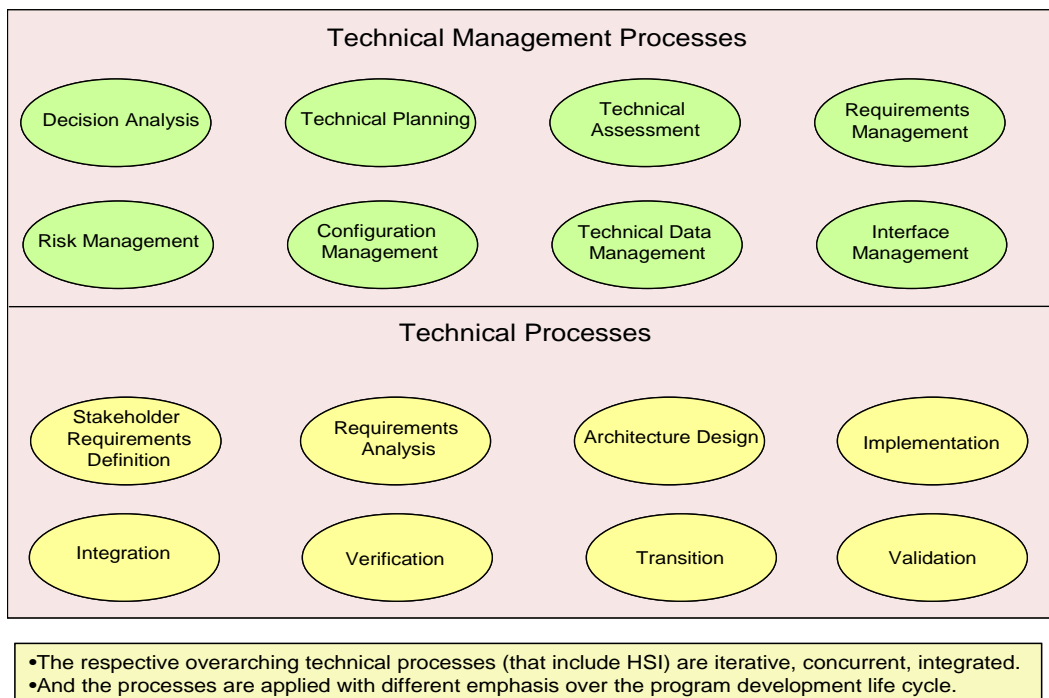 Technical Management Processes
Decision Analysis
Technical Planning
Technical
Assessment
Requirements
Management
Risk Management
Configuration
Management
Technical Data
Management
Interface
Management
Technical Processes
Stakeholder
Requirements
Definition
Requirements
Analysis
Architecture Design
Implementation
Integration
Verification
Transition
Validation
•The respective overarching technical processes (that include HSI) are iterative, concurrent, integrated.
•And the processes are applied with different emphasis over the program development life cycle.